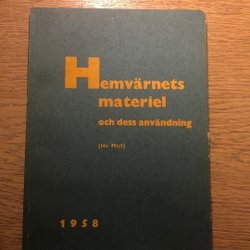 Hemvärnets
materiel
och dess användning
(Hv Mtrl)
1958